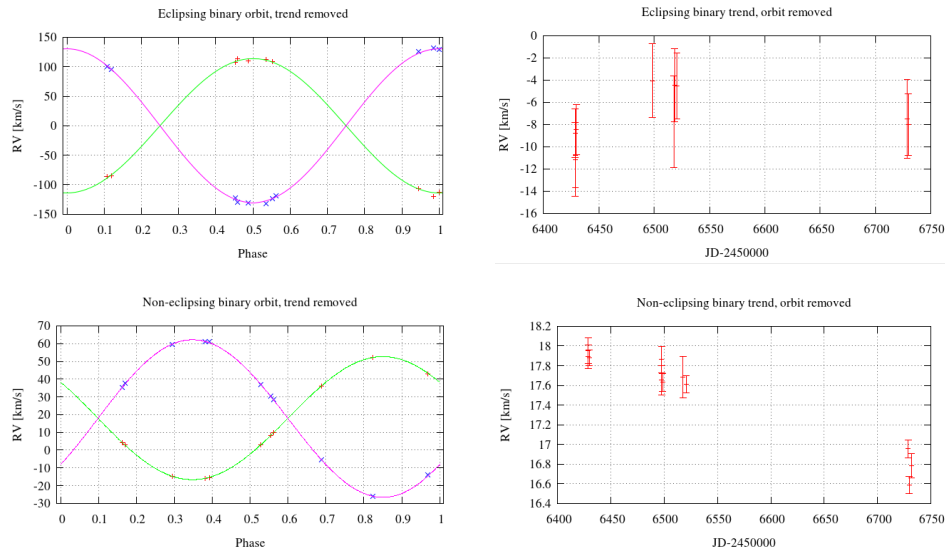 Eclipsing binary orbit, trend removed
150
100
50
0
-50
-100
-150
RV [km/s]
0 0.1 0.2 0.3 0.4 0.5 0.6 0.7 0.8 0.9 1
Phase
Eclipsing binary trend, orbit removed
0
-2
-4
-6
-8
-10
-12
-14
-16
RV [km/s]
6400 6450 6500 6550 6600 6650 6700 6750
JD-2450000
Non-eclipsing binary orbit, trend removed
70
60
50
40
30
20
10
0
-10
-20
-30
RV [km/s]
0 0.1 0.2 0.3 0.4 0.5 0.6 0.7 0.8 0.9 1
Phase
Non-eclipsing binary trend, orbit removed
18.2
18
17.8
17.6
17.4
17.2
17
16.8
16.6
16.4
RV [km/s]
6400 6450 6500 6550 6600 6650 6700 6750
JD-2450000